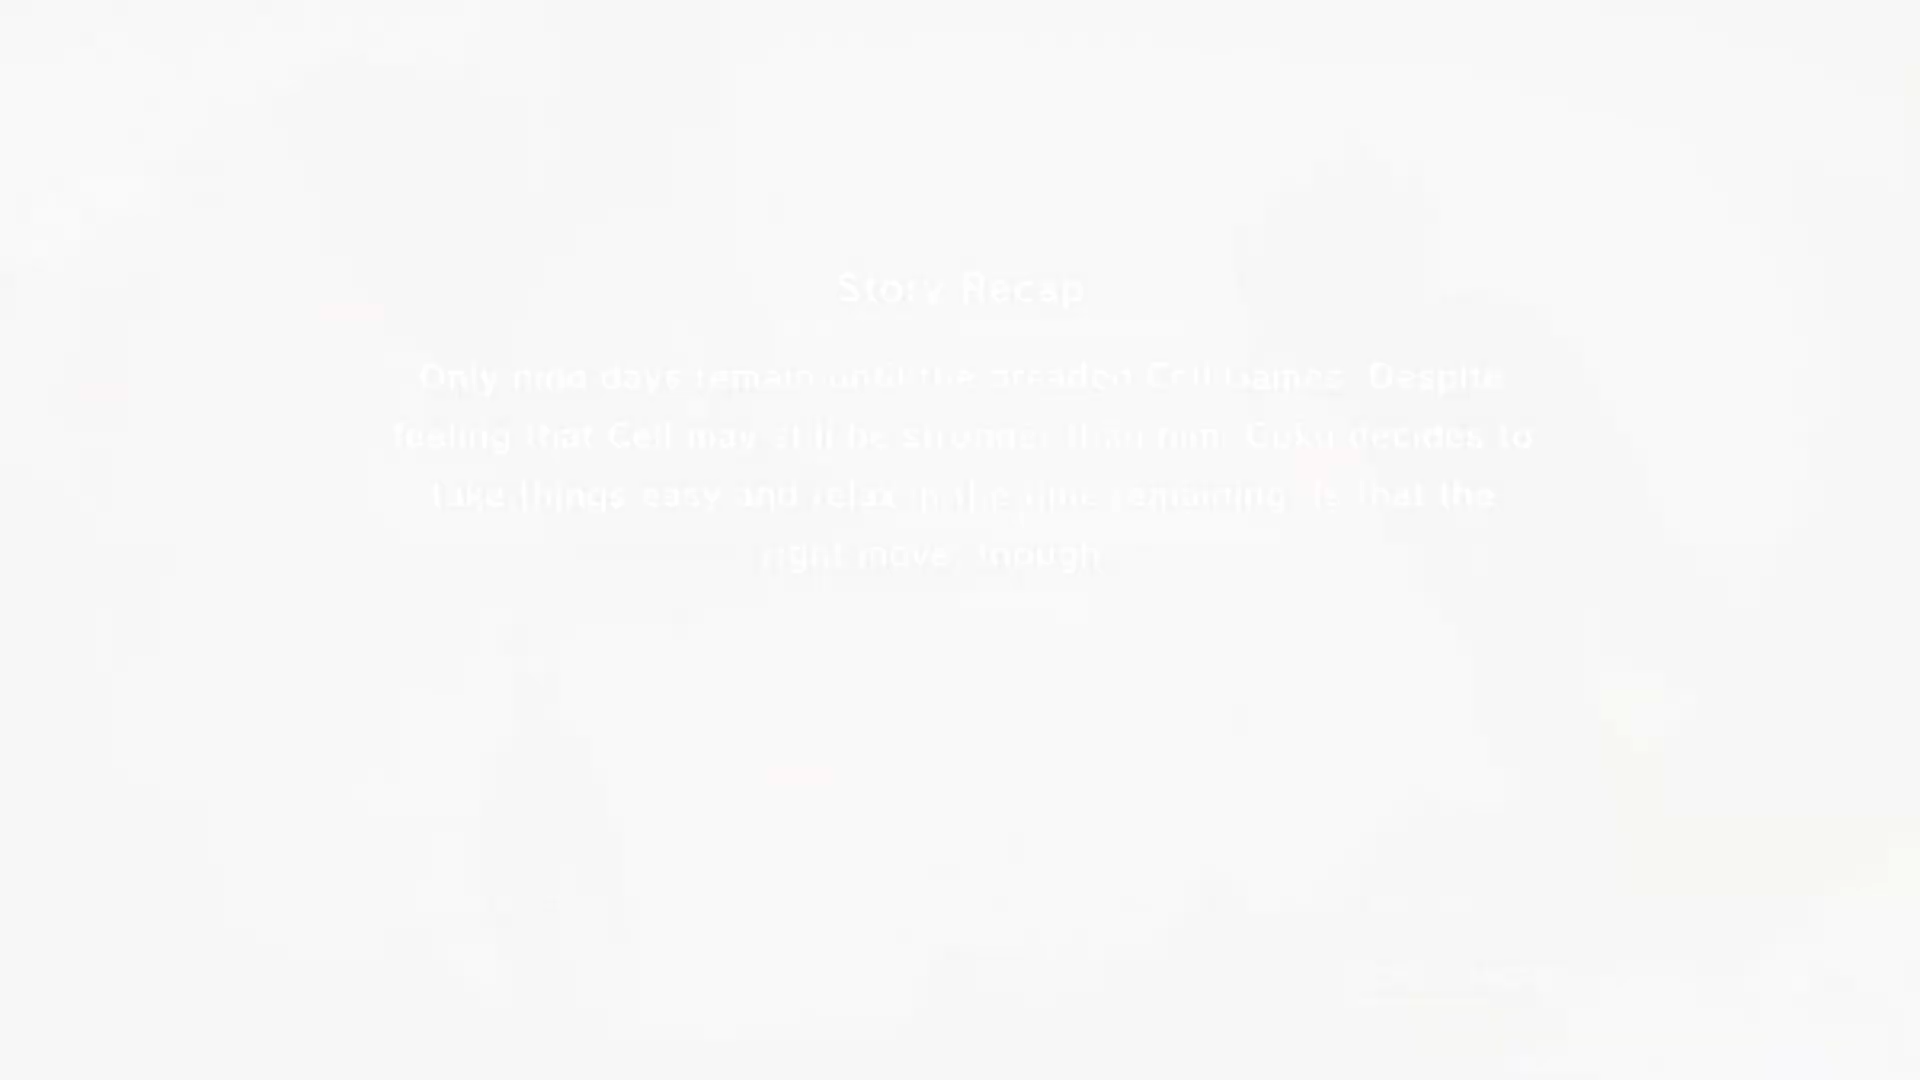 Story Recap
Only nine days remain until the dreaded Cell Games. Despite
feeling that Cell may still be stronger than him, Goku decides to
take things easy and relax in the time remaining. Is that the
right move, though